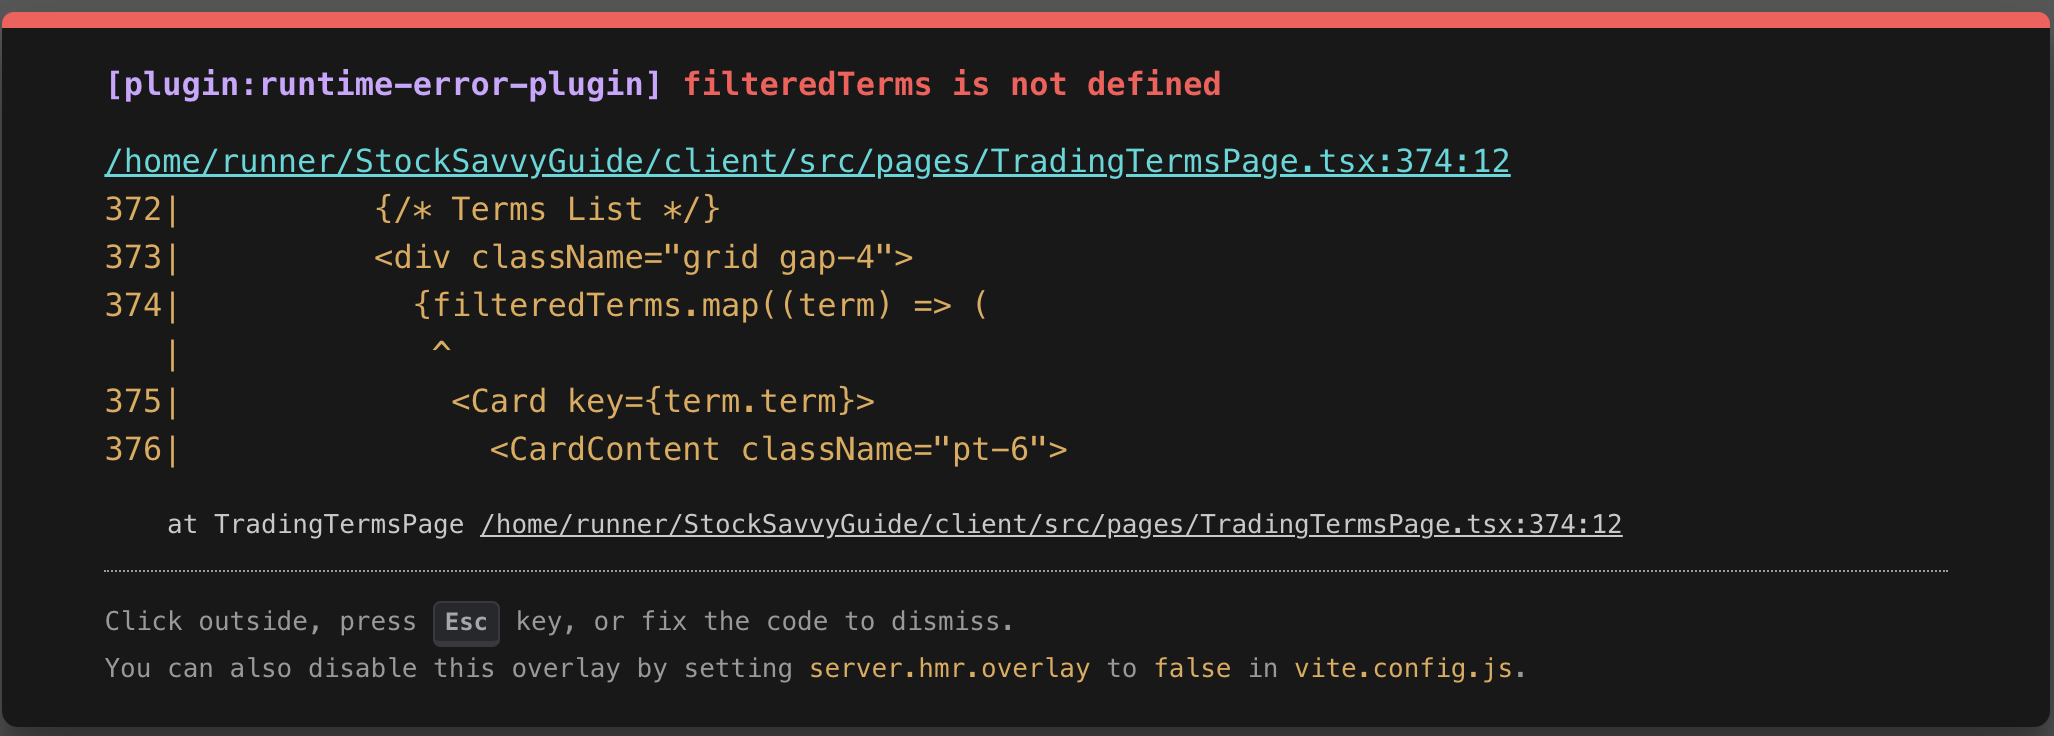 [plugin:runtime-error-plugin] filteredTerms is not defined
/home/runner/StockSavvyGuide/client/src/pages/TradingTermsPage.tsx:374:12
372|          {/* Terms List */}
373|          <div className="grid gap-4">
374|            {filteredTerms.map((term) => (
   |             ^
375|              <Card key={term.term}>
376|                <CardContent className="pt-6">
at TradingTermsPage /home/runner/StockSavvyGuide/client/src/pages/TradingTermsPage.tsx:374:12
Click outside, press Esc key, or fix the code to dismiss.
You can also disable this overlay by setting server.hmr.overlay to false in vite.config.js.